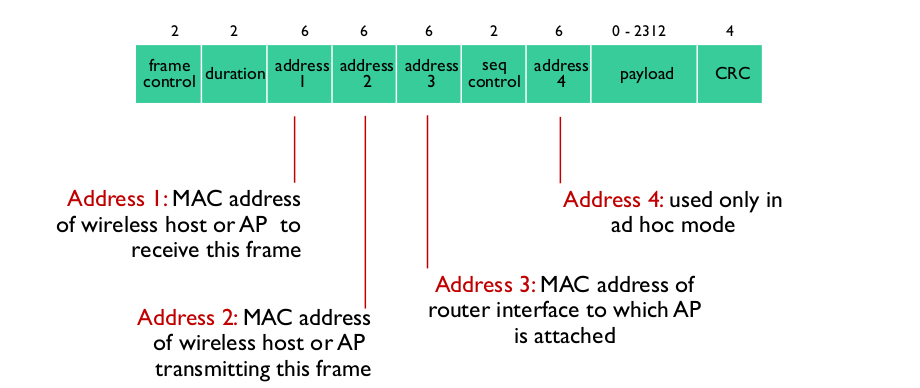 2 2 6 6 6 2 6 0 - 2312 4
frame control duration address 1 address 2 address 3 seq control address 4 payload CRC
Address 1: MAC address
of wireless host or AP to
receive this frame
Address 2: MAC address
of wireless host or AP
transmitting this frame
Address 3: MAC address of
router interface to which AP
is attached
Address 4: used only in
ad hoc mode